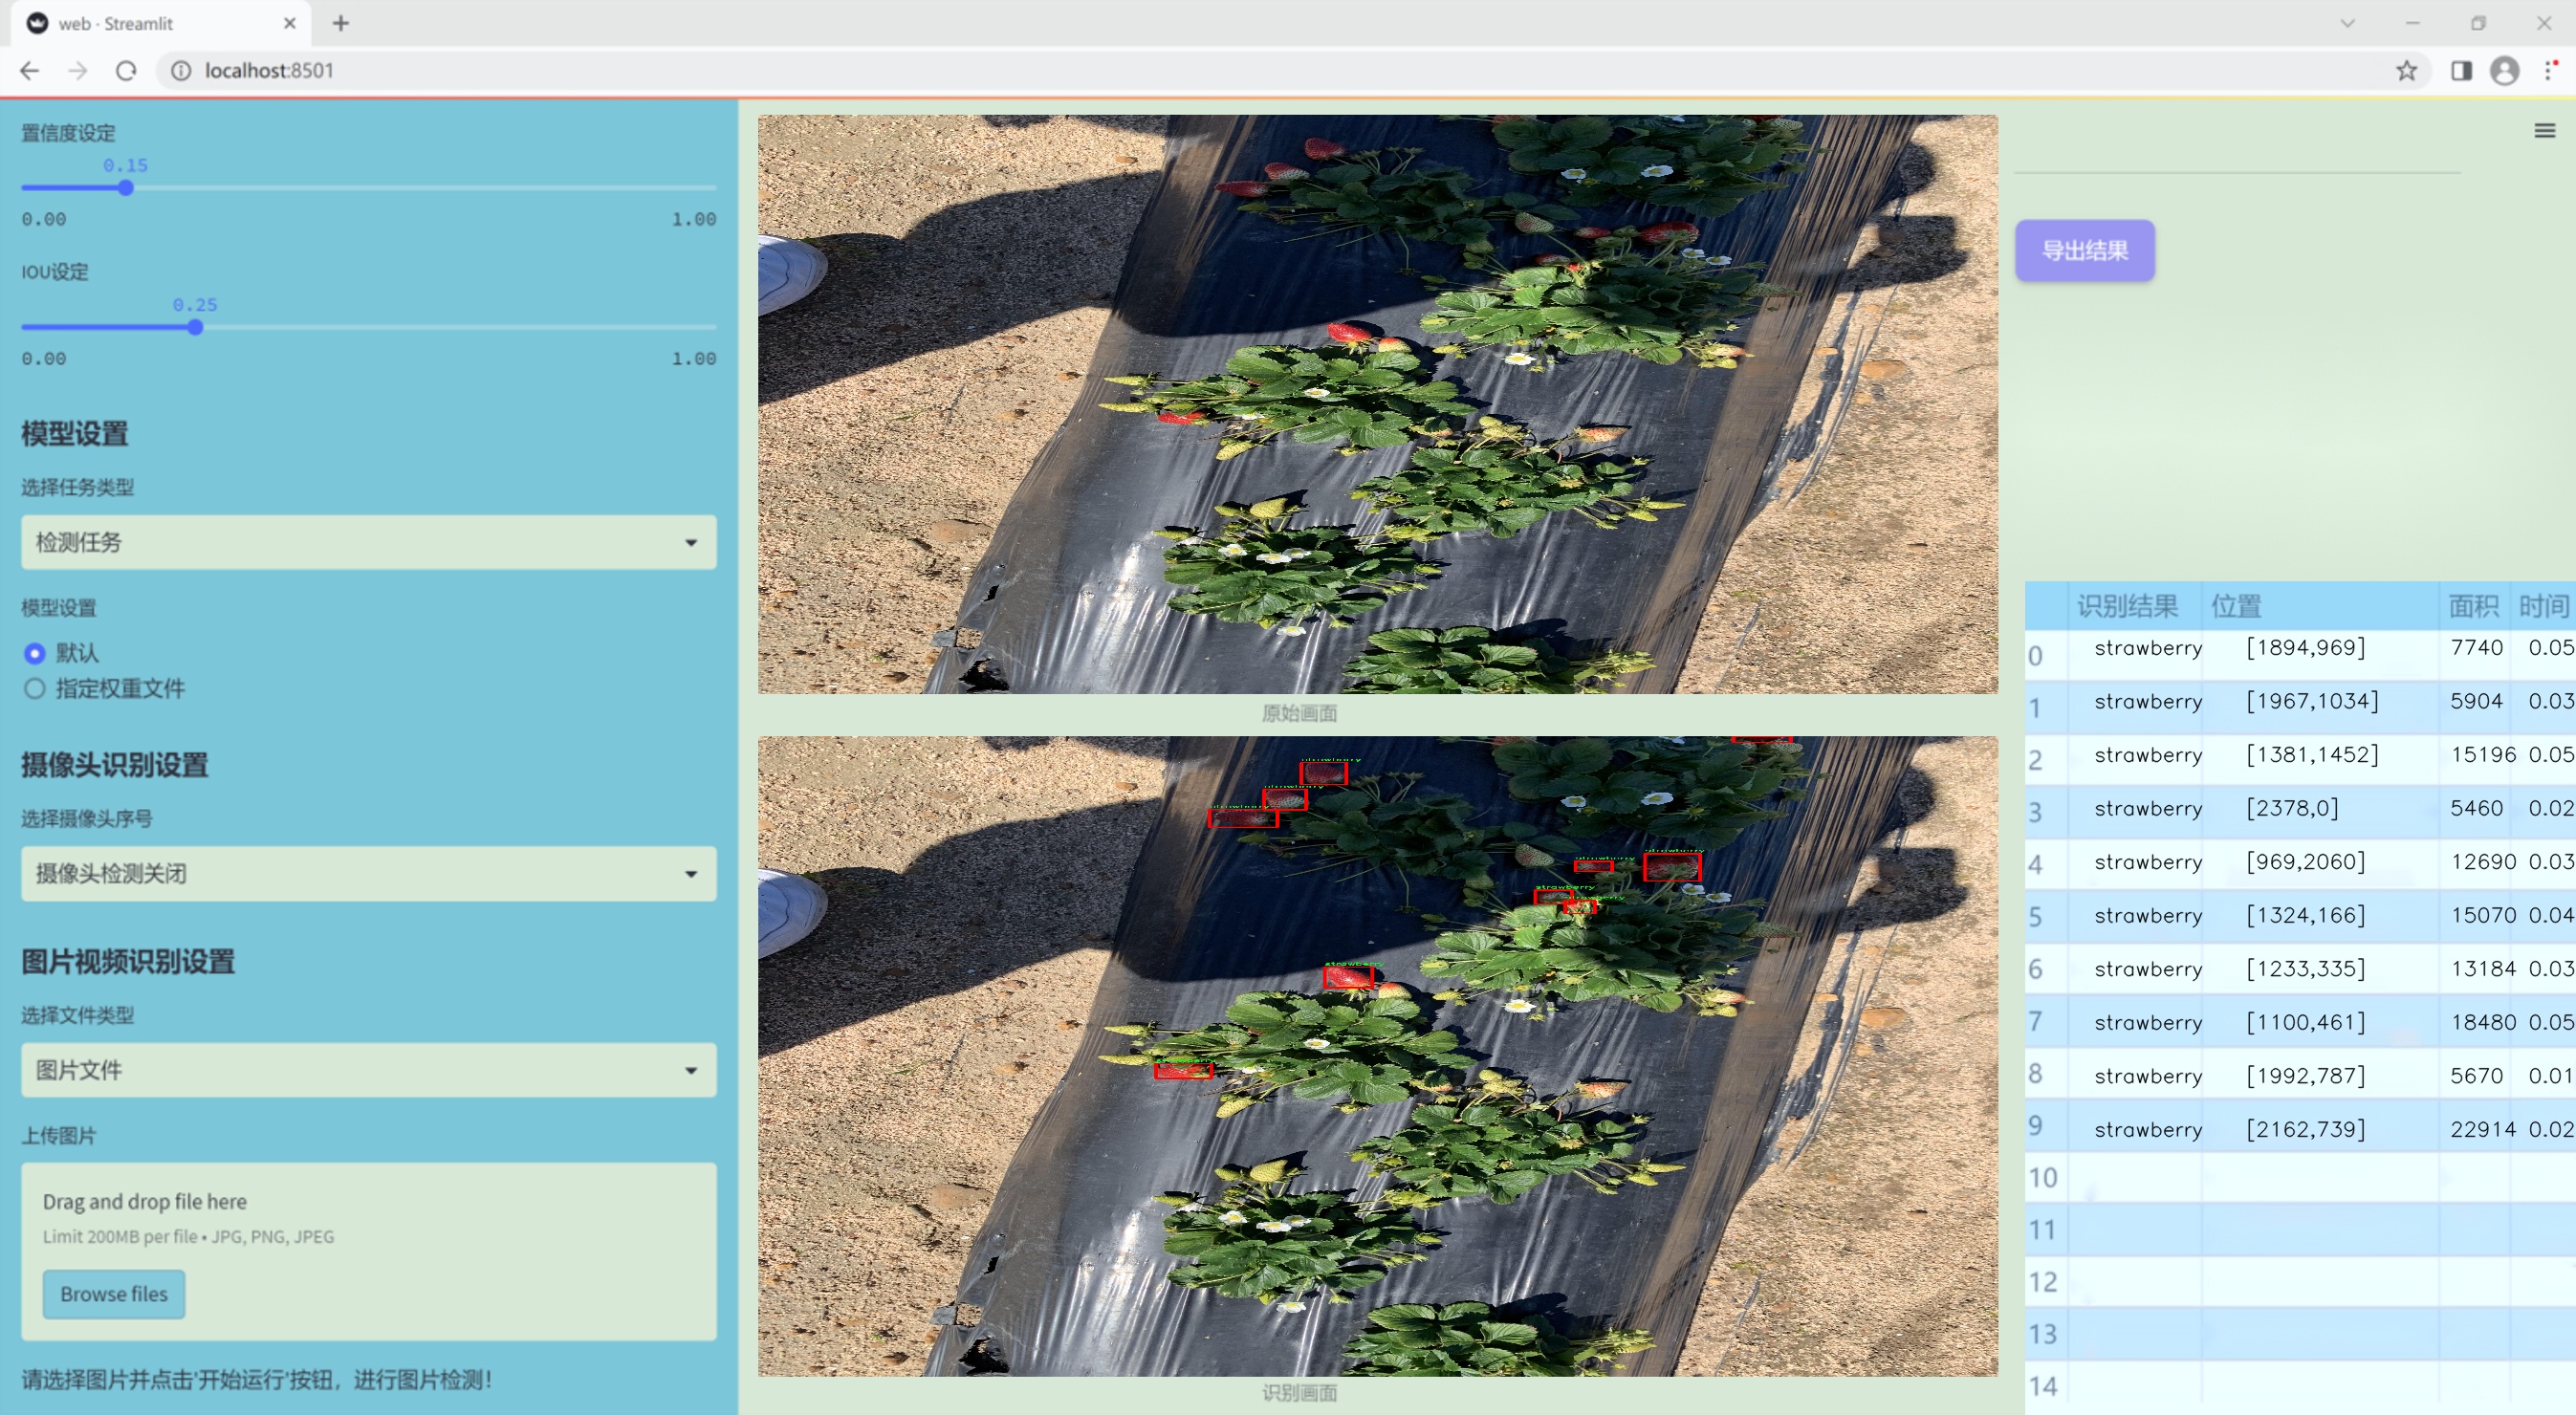 web · Streamlit
localhost:8501
置信度设定
0.15
0.00 1.00
IOU设定
0.25
0.00 1.00
模型设置
选择任务类型
检测任务
模型设置
默认
指定权重文件
摄像头识别设置
选择摄像头序号
摄像头检测关闭
图片视频识别设置
选择文件类型
图片文件
上传图片
Drag and drop file here
Limit 200MB per file • JPG, PNG, JPEG
Browse files
请选择图片并点击'开始运行'按钮，进行图片检测！
原始画面
strawberry
strawberry
strawberry
strawberry
strawberry
识别画面
导出结果
识别结果 位置 面积 时间
0 strawberry [1894,969] 7740 0.05
1 strawberry [1967,1034] 5904 0.03
2 strawberry [1381,1452] 15196 0.05
3 strawberry [2378,0] 5460 0.02
4 strawberry [969,2060] 12690 0.03
5 strawberry [1324,166] 15070 0.04
6 strawberry [1233,335] 13184 0.03
7 strawberry [1100,461] 18480 0.05
8 strawberry [1992,787] 5670 0.01
9 strawberry [2162,739] 22914 0.02
10
11
12
13
14